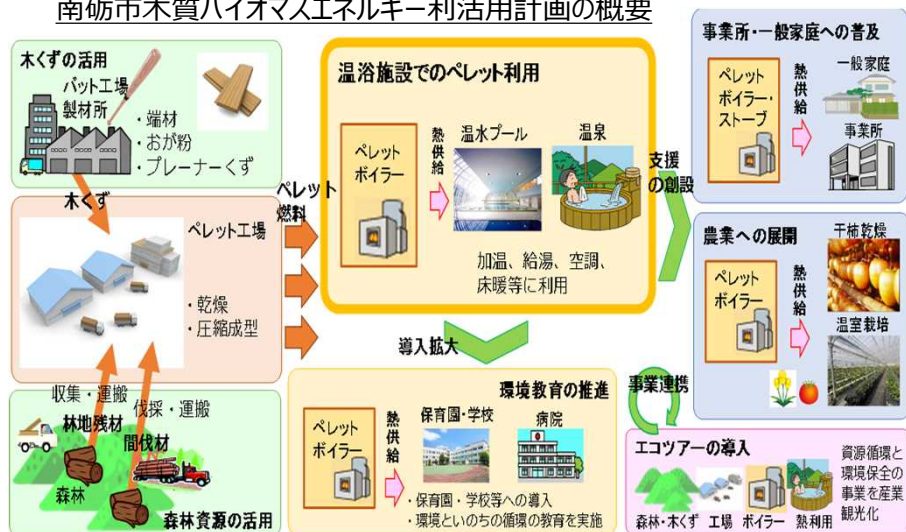 南砺市木質バイオマスエネルギー利活用計画の概要
木くずの活用
バット工場
製材所
・端材
・おが粉
・プレーナーくず
木くず
ペレット工場
・乾燥
・圧縮成型
収集・運搬
伐採・運搬
林地残材
間伐材
森林
森林資源の活用
ペレット
燃料
温浴施設でのペレット利用
ペレット
ボイラー
熱供給
温水プール
温泉
加温、給湯、空調、
床暖等に利用
支援
の創設
導入拡大
環境教育の推進
ペレット
ボイラー
熱供給
保育園・学校
病院
・保育園・学校等への導入
・環境といのちの循環の教育を実施
事業所・一般家庭への普及
ペレット
ボイラー・
ストーブ
熱供給
一般家庭
事業所
農業への展開
ペレット
ボイラー
熱供給
干柿乾燥
温室栽培
事業連携
エコツアーの導入
森林・木くず
工場
ボイラー
熱利用
資源循環と
環境保全の
事業を産業
観光化